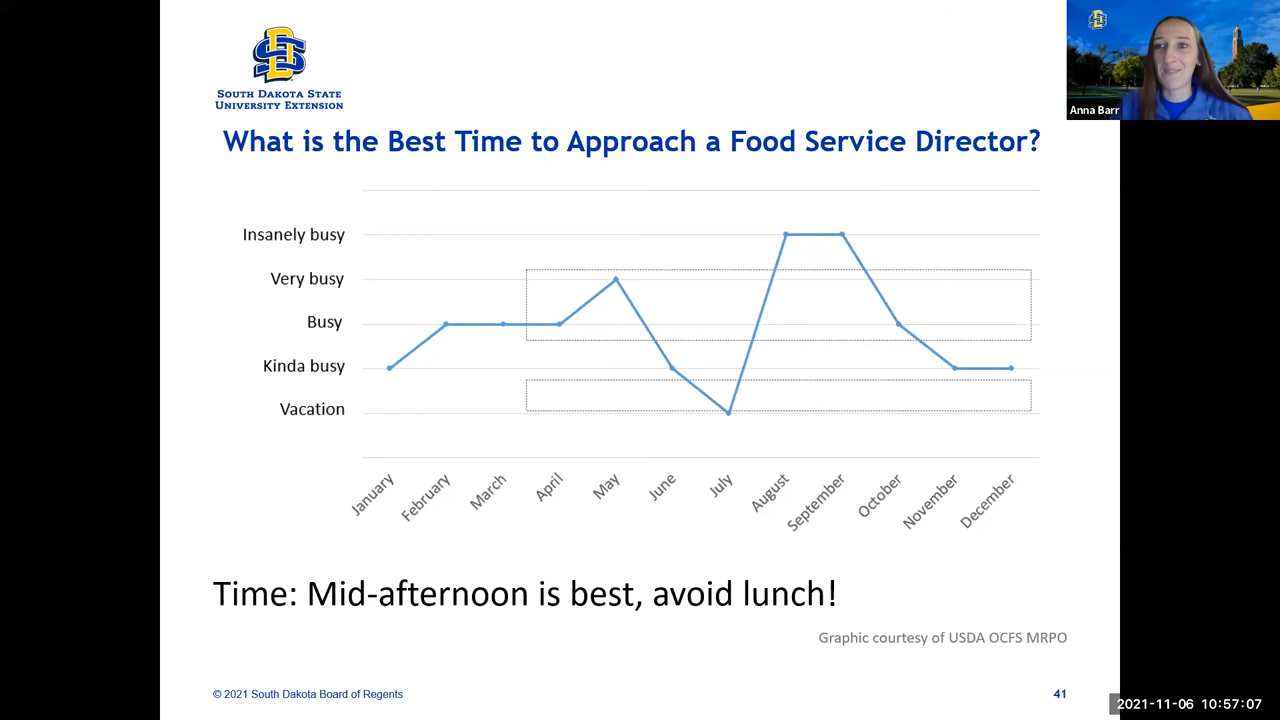 SOUTH DAKOTA STATE
UNIVERSITY EXTENSION
Anna Barr
What is the Best Time to Approach a Food Service Director?
Insanely busy
Very busy
Busy
Kinda busy
Vacation
January
February
March
April
May
June
July
August
September
October
November
December
Time: Mid-afternoon is best, avoid lunch!
Graphic courtesy of USDA OCFS MRPO
© 2021 South Dakota Board of Regents
41
2021-11-06 10:57:07